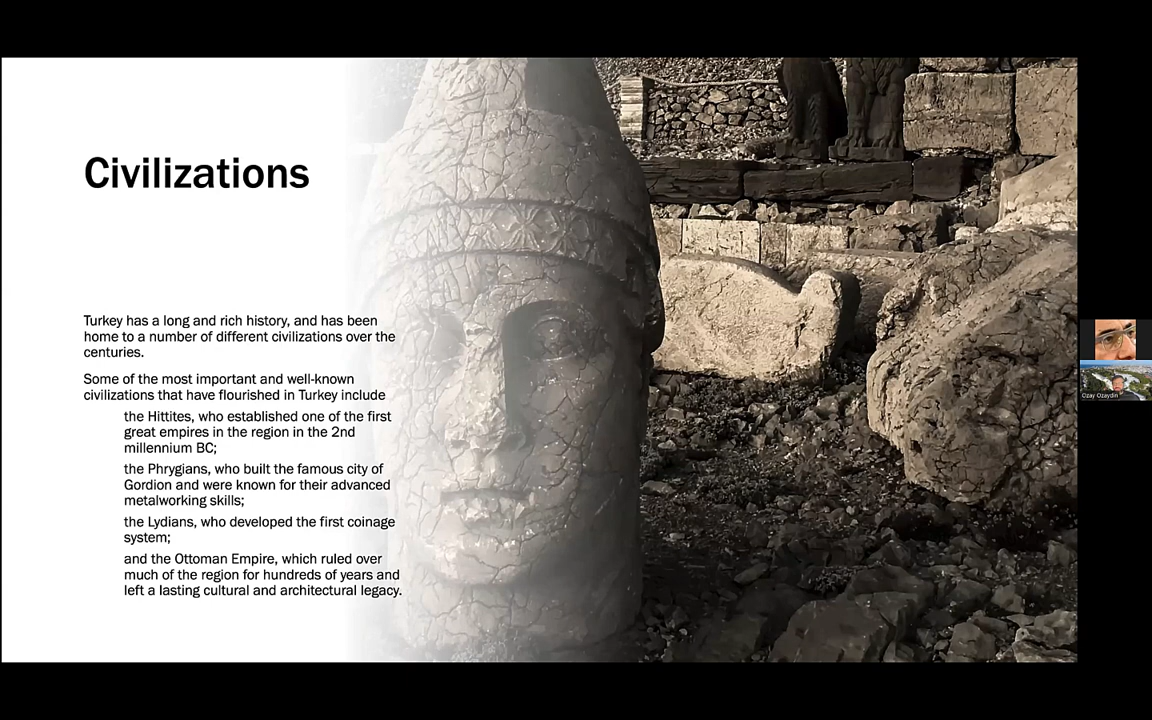 Civilizations
Turkey has a long and rich history, and has been
home to a number of different civilizations over the
centuries.
Some of the most important and well-known
civilizations that have flourished in Turkey include
the Hittites, who established one of the first
great empires in the region in the 2nd
millennium BC;
the Phrygians, who built the famous city of
Gordion and were known for their advanced
metalworking skills;
the Lydians, who developed the first coinage
system;
and the Ottoman Empire, which ruled over
much of the region for hundreds of years and
left a lasting cultural and architectural legacy.
Ozay Ozaydin